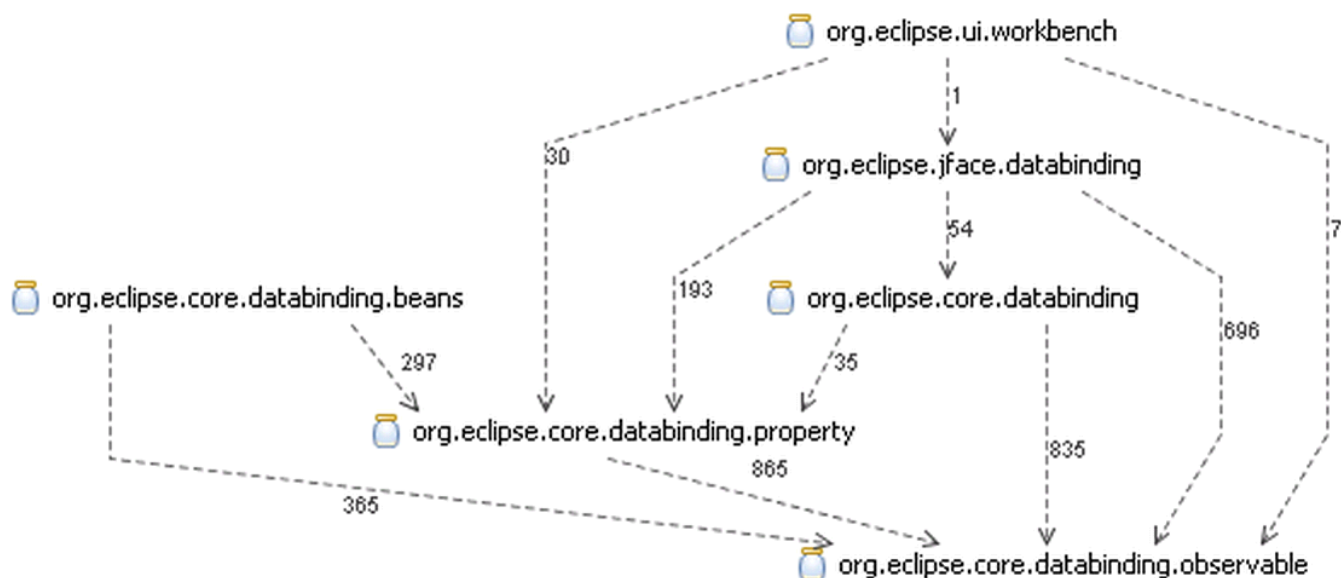 org.eclipse.ui.workbench
1
30
org.eclipse.jface.databinding
7
54
193
org.eclipse.core.databinding.beans
org.eclipse.core.databinding
696
297
35
org.eclipse.core.databinding.property
835
865
365
org.eclipse.core.databinding.observable